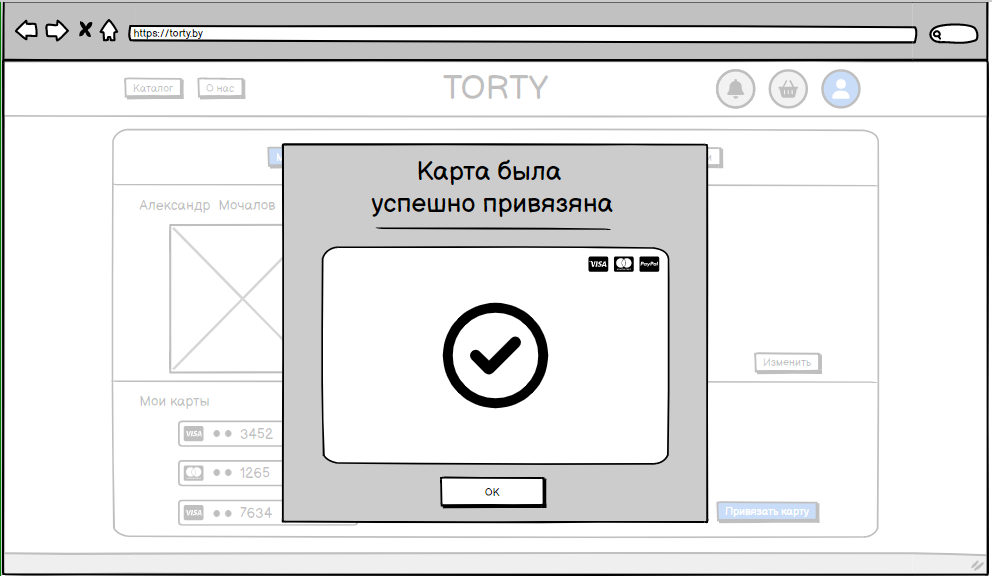 https://torty.by
Каталог
О нас
TORTY
Карта была
успешно привязяна
Александр Мочалов
VISA
PayPal
Изменить
Мои карты
VISA •• 3452
•• 1265
VISA •• 7634
OK
Привязать карту